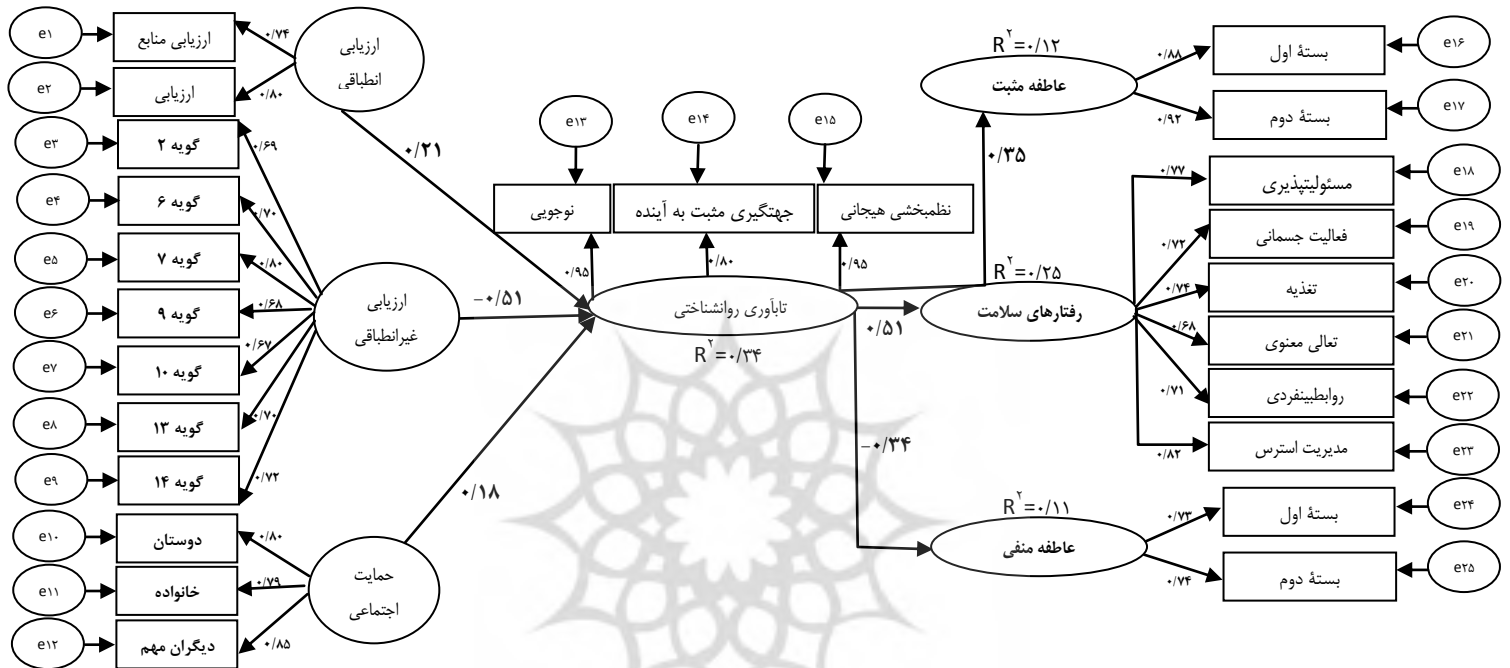 e۱
ارزیابی منابع
۰/۷۴
ارزیابی
انطباقی
e۲
ارزیابی
۰/۸۰
e۳
گویه ۲
۰/۶۹
e۴
گویه ۶
۰/۷۰
e۵
گویه ۷
۰/۸۰
e۶
گویه ۹
۰/۶۸
e۷
گویه ۱۰
۰/۶۷
e۸
گویه ۱۳
۰/۷۰
e۹
گویه ۱۴
۰/۷۲
ارزیابی
غیرانطباقی
e۱۰
دوستان
۰/۸۰
e۱۱
خانواده
۰/۷۹
e۱۲
دیگران مهم
۰/۸۵
حمایت
اجتماعی
۰/۲۱
−۰/۵۱
۰/۱۸
e۱۳
e۱۴
e۱۵
نوجویی
جهتگیری مثبت به آینده
نظمبخشی هیجانی
۰/۹۵
۰/۸۰
۰/۹۵
تابآوری روانشناختی
R۲=۰/۳۴
۰/۳۵
۰/۵۱
−۰/۳۴
R۲=۰/۱۲
عاطفه مثبت
۰/۸۸
بستۀ اول
e۱۶
۰/۹۲
بستۀ دوم
e۱۷
R۲=۰/۲۵
رفتارهای سلامت
۰/۷۷
مسئولیتپذیری
e۱۸
۰/۷۲
فعالیت جسمانی
e۱۹
۰/۷۴
تغذیه
e۲۰
۰/۶۸
تعالی معنوی
e۲۱
۰/۷۱
روابطبینفردی
e۲۲
۰/۸۲
مدیریت استرس
e۲۳
R۲=۰/۱۱
عاطفه منفی
۰/۷۳
بستۀ اول
e۲۴
۰/۷۴
بستۀ دوم
e۲۵